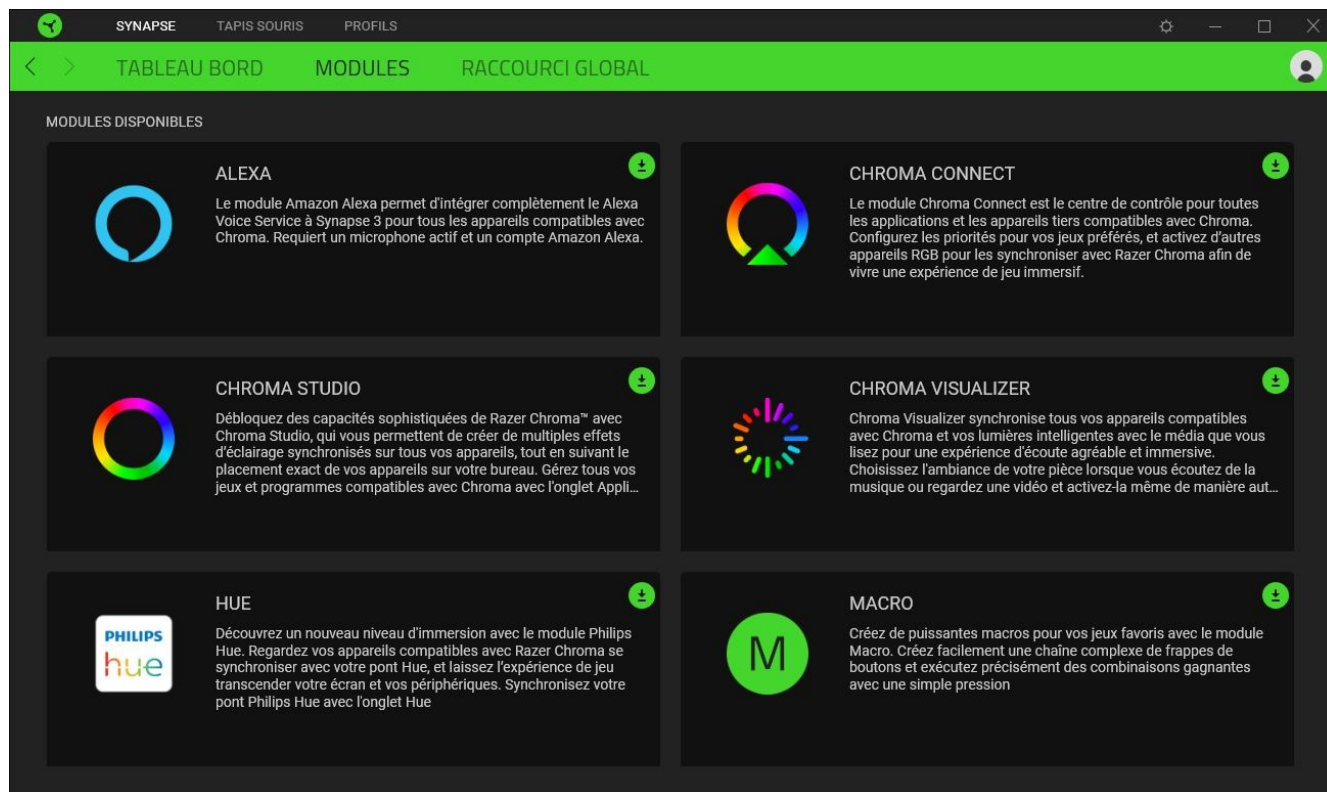 SYNAPSE TAPIS SOURIS PROFILS
TABLEAU BORD MODULES RACCOURCI GLOBAL
MODULES DISPONIBLES
ALEXA
Le module Amazon Alexa permet d'intégrer complètement le Alexa
Voice Service à Synapse 3 pour tous les appareils compatibles avec
Chroma. Requiert un microphone actif et un compte Amazon Alexa.
CHROMA CONNECT
Le module Chroma Connect est le centre de contrôle pour toutes
les applications et les appareils tiers compatibles avec Chroma.
Configurez les priorités pour vos jeux préférés, et activez d'autres
appareils RGB pour les synchroniser avec Razer Chroma afin de
vivre une expérience de jeu immersif.
CHROMA STUDIO
Débloquez des capacités sophistiquées de Razer Chroma™ avec
Chroma Studio, qui vous permettent de créer de multiples effets
d'éclairage synchronisés sur tous vos appareils, tout en suivant le
placement exact de vos appareils sur votre bureau. Gérez tous vos
jeux et programmes compatibles avec Chroma avec l'onglet Appli...
CHROMA VISUALIZER
Chroma Visualizer synchronise tous vos appareils compatibles
avec Chroma et vos lumières intelligentes avec le média que vous
lisez pour une expérience d'écoute agréable et immersive.
Choisissez l'ambiance de votre pièce lorsque vous écoutez de la
musique ou regardez une vidéo et activez-la même de manière aut...
PHILIPS
hue
HUE
Découvrez un nouveau niveau d'immersion avec le module Philips
Hue. Regardez vos appareils compatibles avec Razer Chroma se
synchroniser avec votre pont Hue, et laissez l'expérience de jeu
transcender votre écran et vos périphériques. Synchronisez votre
pont Philips Hue avec l'onglet Hue
M
MACRO
Créez de puissantes macros pour vos jeux favoris avec le module
Macro. Créez facilement une chaîne complexe de frappes de
boutons et exécutez précisément des combinaisons gagnantes
avec une simple pression